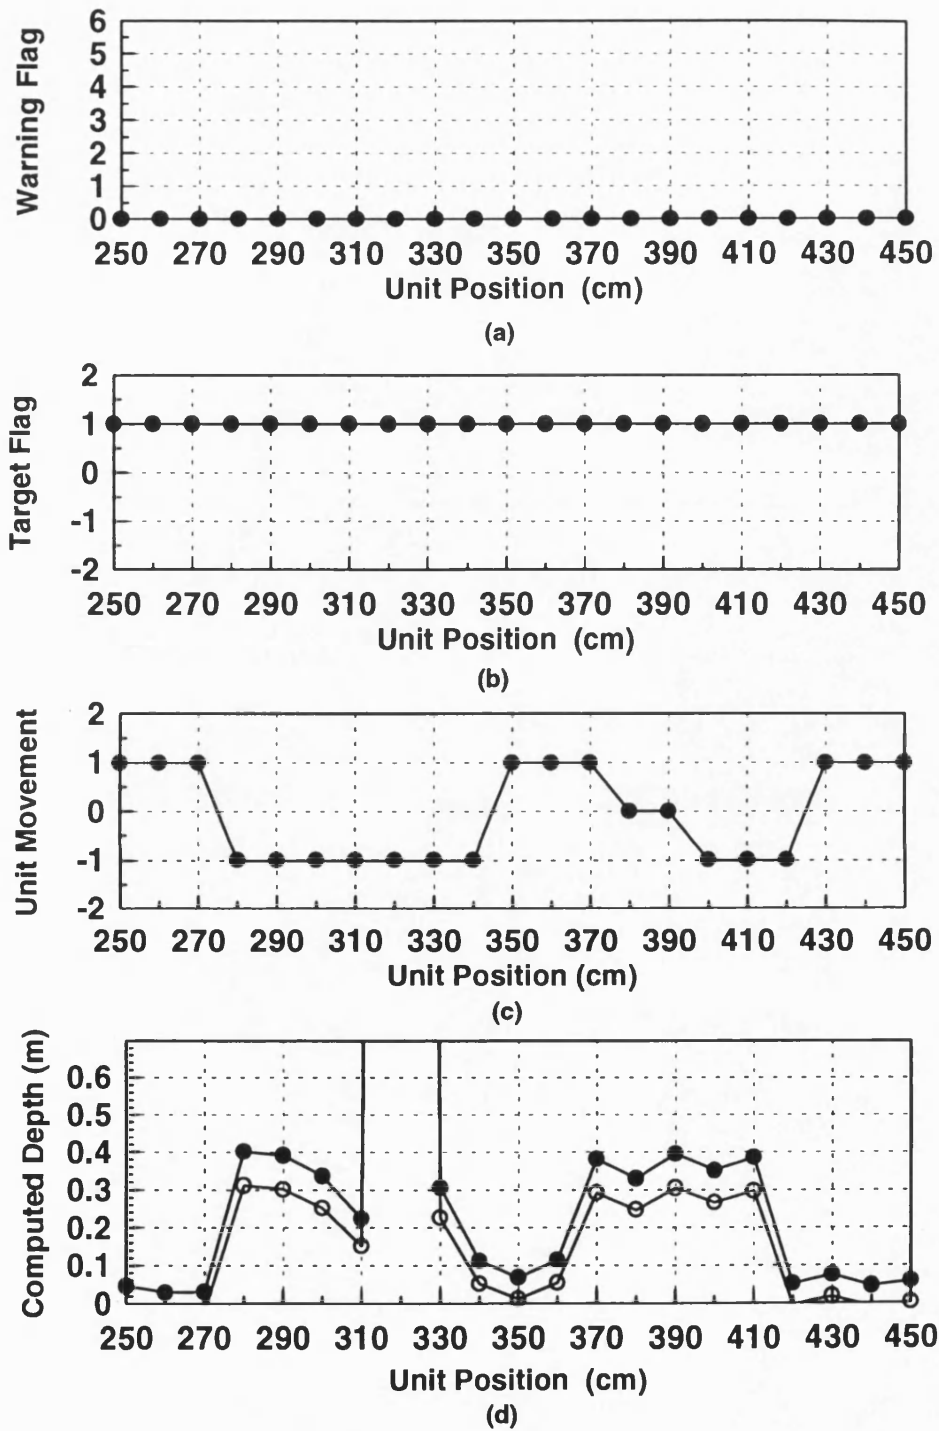 Warning Flag
6
5
4
3
2
1
0
250 270 290 310 330 350 370 390 410 430 450
Unit Position (cm)
(a)
Target Flag
2
1
0
-1
-2
250 270 290 310 330 350 370 390 410 430 450
Unit Position (cm)
(b)
Unit Movement
2
1
0
-1
-2
250 270 290 310 330 350 370 390 410 430 450
Unit Position (cm)
(c)
Computed Depth (m)
0.6
0.5
0.4
0.3
0.2
0.1
0
250 270 290 310 330 350 370 390 410 430 450
Unit Position (cm)
(d)